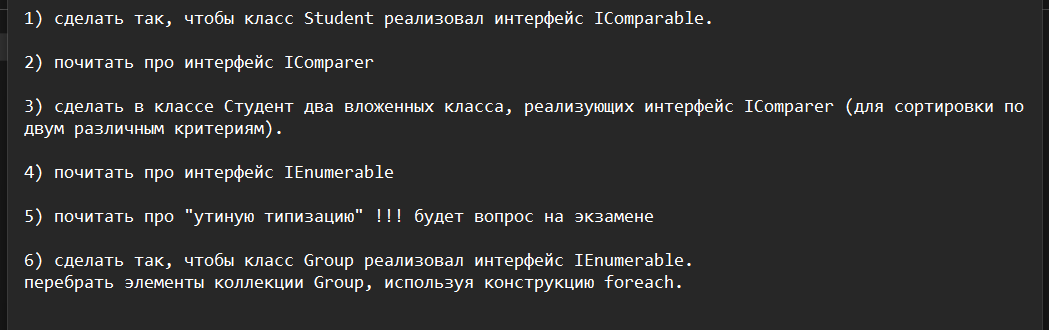 1) сделать так, чтобы класс Student реализовал интерфейс IComparable.
2) почитать про интерфейс IComparer
3) сделать в классе Студент два вложенных класса, реализующих интерфейс IComparer (для сортировки по
двум различным критериям).
4) почитать про интерфейс IEnumerable
5) почитать про "утиную типизацию" !!! будет вопрос на экзамене
6) сделать так, чтобы класс Group реализовал интерфейс IEnumerable.
перебрать элементы коллекции Group, используя конструкцию foreach.